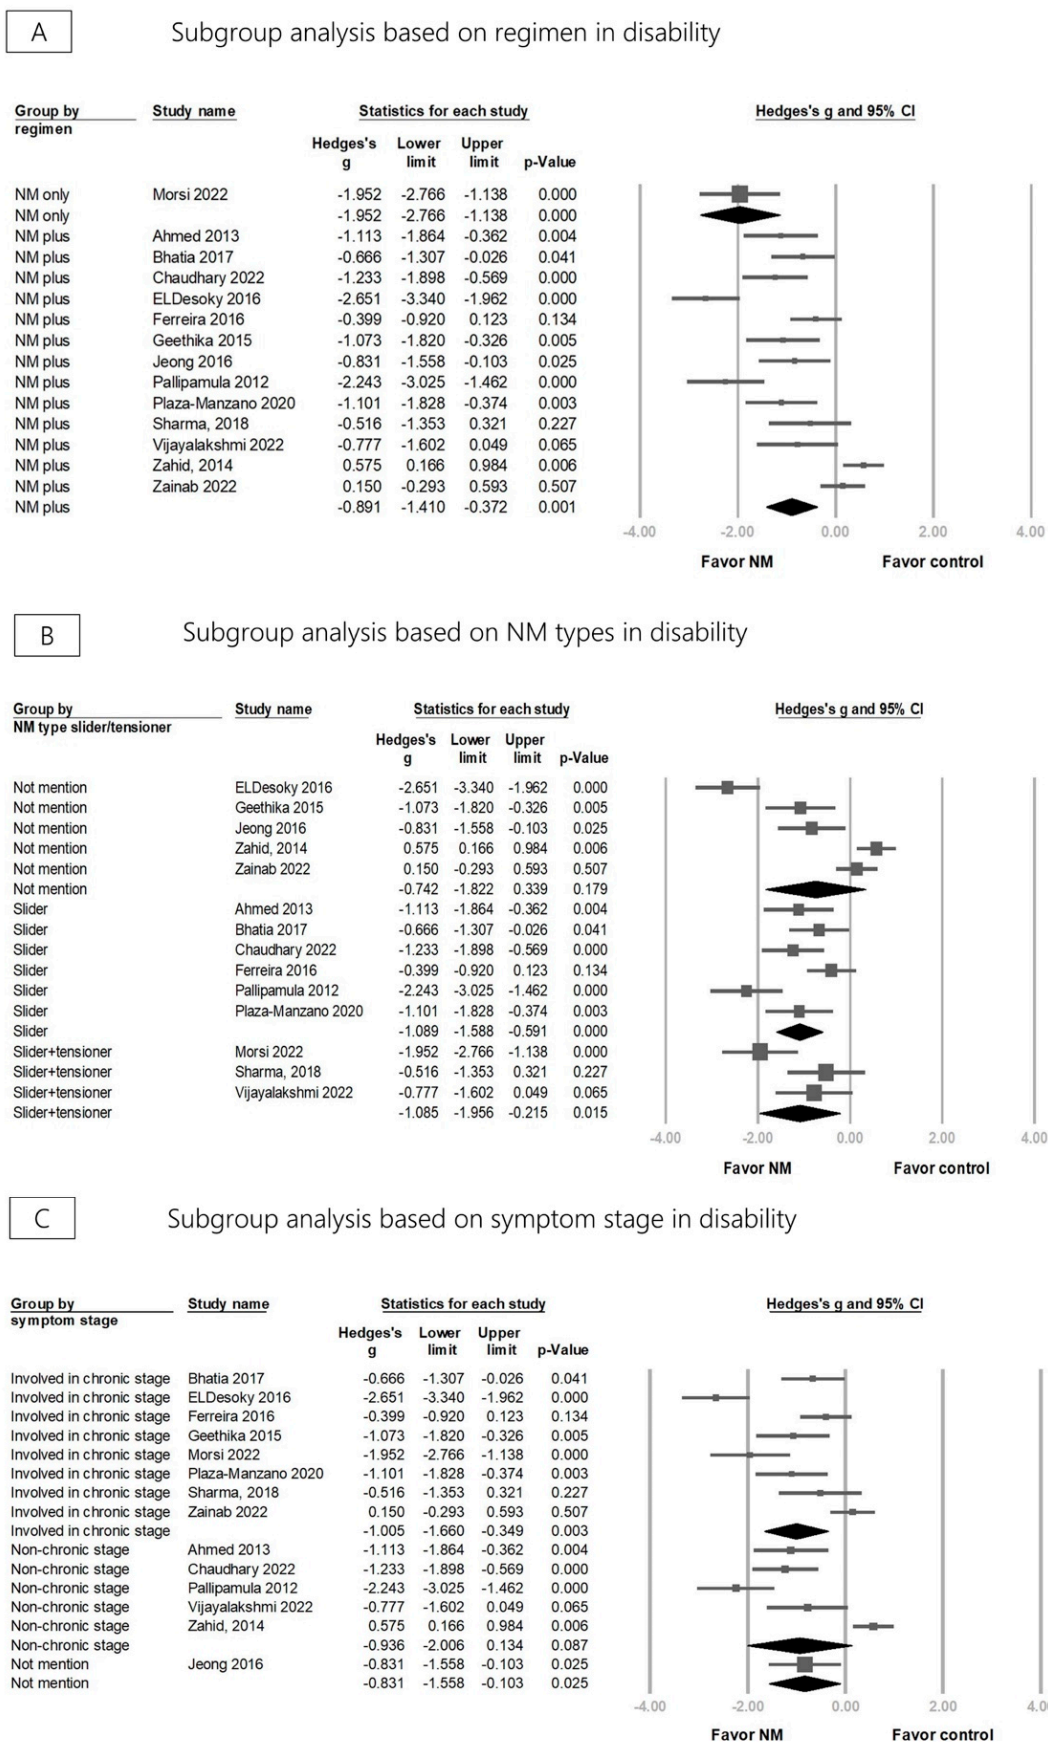 A
Subgroup analysis based on regimen in disability
Group by Study name Statistics for each study Hedges's g and 95% CI
regimen
Hedges's Lower Upper
g limit limit p-Value
NM only Morsi 2022 -1.952 -2.766 -1.138 0.000
NM only -1.952 -2.766 -1.138 0.000
NM plus Ahmed 2013 -1.113 -1.864 -0.362 0.004
NM plus Bhatia 2017 -0.666 -1.307 -0.026 0.041
NM plus Chaudhary 2022 -1.233 -1.898 -0.569 0.000
NM plus ELDesoky 2016 -2.651 -3.340 -1.962 0.000
NM plus Ferreira 2016 -0.399 -0.920 0.123 0.134
NM plus Geethika 2015 -1.073 -1.820 -0.326 0.005
NM plus Jeong 2016 -0.831 -1.558 -0.103 0.025
NM plus Pallipamula 2012 -2.243 -3.025 -1.462 0.000
NM plus Plaza-Manzano 2020 -1.101 -1.828 -0.374 0.003
NM plus Sharma, 2018 -0.516 -1.353 0.321 0.227
NM plus Vijayalakshmi 2022 -0.777 -1.602 0.049 0.065
NM plus Zahid, 2014 0.575 0.166 0.984 0.006
NM plus Zainab 2022 0.150 -0.293 0.593 0.507
NM plus -0.891 -1.410 -0.372 0.001
-4.00 -2.00 0.00 2.00 4.00
Favor NM Favor control
B
Subgroup analysis based on NM types in disability
Group by Study name Statistics for each study Hedges's g and 95% CI
NM type slider/tensioner
Hedges's Lower Upper
g limit limit p-Value
Not mention ELDesoky 2016 -2.651 -3.340 -1.962 0.000
Not mention Geethika 2015 -1.073 -1.820 -0.326 0.005
Not mention Jeong 2016 -0.831 -1.558 -0.103 0.025
Not mention Zahid, 2014 0.575 0.166 0.984 0.006
Not mention Zainab 2022 0.150 -0.293 0.593 0.507
Not mention -0.742 -1.822 0.339 0.179
Slider Ahmed 2013 -1.113 -1.864 -0.362 0.004
Slider Bhatia 2017 -0.666 -1.307 -0.026 0.041
Slider Chaudhary 2022 -1.233 -1.898 -0.569 0.000
Slider Ferreira 2016 -0.399 -0.920 0.123 0.134
Slider Pallipamula 2012 -2.243 -3.025 -1.462 0.000
Slider Plaza-Manzano 2020 -1.101 -1.828 -0.374 0.003
Slider -1.089 -1.588 -0.591 0.000
Slider+tensioner Morsi 2022 -1.952 -2.766 -1.138 0.000
Slider+tensioner Sharma, 2018 -0.516 -1.353 0.321 0.227
Slider+tensioner Vijayalakshmi 2022 -0.777 -1.602 0.049 0.065
Slider+tensioner -1.085 -1.956 -0.215 0.015
-4.00 -2.00 0.00 2.00 4.00
Favor NM Favor control
C
Subgroup analysis based on symptom stage in disability
Group by Study name Statistics for each study Hedges's g and 95% CI
symptom stage
Hedges's Lower Upper
g limit limit p-Value
Involved in chronic stage Bhatia 2017 -0.666 -1.307 -0.026 0.041
Involved in chronic stage ELDesoky 2016 -2.651 -3.340 -1.962 0.000
Involved in chronic stage Ferreira 2016 -0.399 -0.920 0.123 0.134
Involved in chronic stage Geethika 2015 -1.073 -1.820 -0.326 0.005
Involved in chronic stage Morsi 2022 -1.952 -2.766 -1.138 0.000
Involved in chronic stage Plaza-Manzano 2020 -1.101 -1.828 -0.374 0.003
Involved in chronic stage Sharma, 2018 -0.516 -1.353 0.321 0.227
Involved in chronic stage Zainab 2022 0.150 -0.293 0.593 0.507
Involved in chronic stage -1.005 -1.660 -0.349 0.003
Non-chronic stage Ahmed 2013 -1.113 -1.864 -0.362 0.004
Non-chronic stage Chaudhary 2022 -1.233 -1.898 -0.569 0.000
Non-chronic stage Pallipamula 2012 -2.243 -3.025 -1.462 0.000
Non-chronic stage Vijayalakshmi 2022 -0.777 -1.602 0.049 0.065
Non-chronic stage Zahid, 2014 0.575 0.166 0.984 0.006
Non-chronic stage -0.936 -2.006 0.134 0.087
Not mention Jeong 2016 -0.831 -1.558 -0.103 0.025
Not mention -0.831 -1.558 -0.103 0.025
-4.00 -2.00 0.00 2.00 4.0
Favor NM Favor control